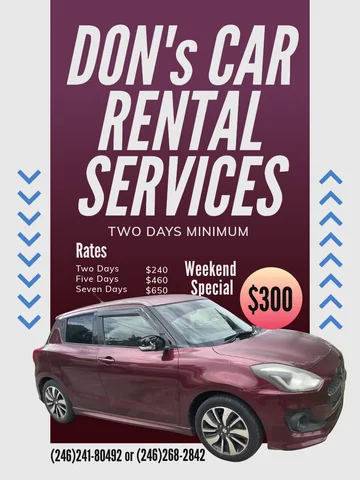 DON's CAR
RENTAL
SERVICES
TWO DAYS MINIMUM
Rates
Two Days $240
Five Days $460
Seven Days $650
Weekend
Special
$300
(246)241-80492 or (246)268-2842